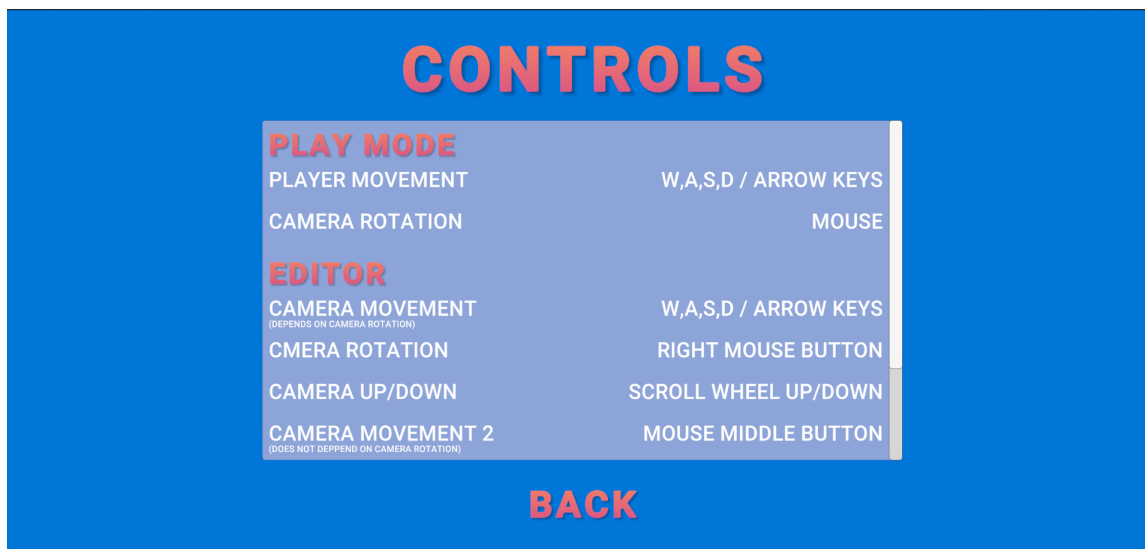 CONTROLS
PLAY MODE
PLAYER MOVEMENT W,A,S,D / ARROW KEYS
CAMERA ROTATION MOUSE
EDITOR
CAMERA MOVEMENT W,A,S,D / ARROW KEYS
(DEPENDS ON CAMERA ROTATION)
CMERA ROTATION RIGHT MOUSE BUTTON
CAMERA UP/DOWN SCROLL WHEEL UP/DOWN
CAMERA MOVEMENT 2 MOUSE MIDDLE BUTTON
(DOES NOT DEPPEND ON CAMERA ROTATION)
BACK